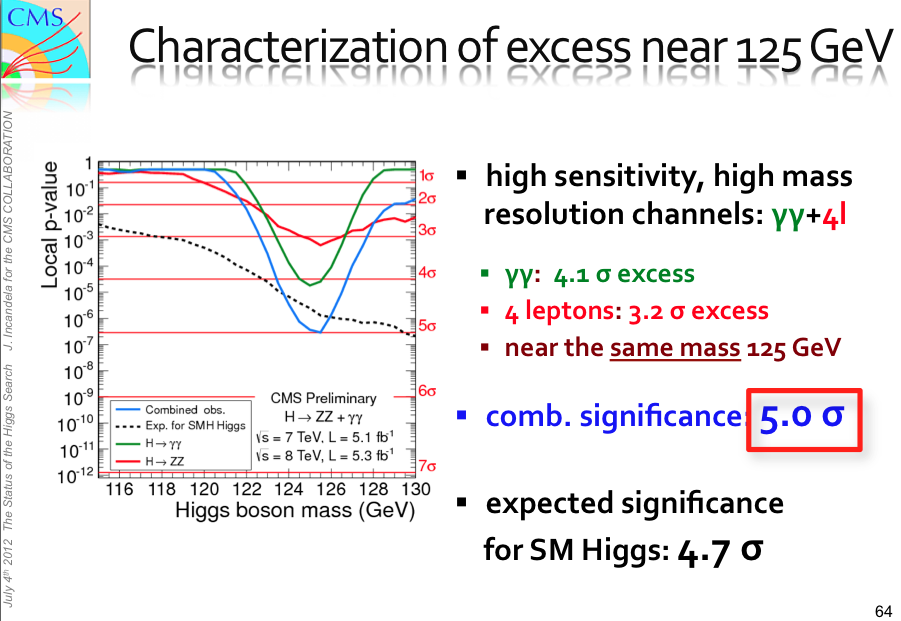 CMS
Characterization of excess near 125 GeV
July 4th 2012 The Status of the Higgs Search J. Incandela for the CMS COLLABORATION
Local p-value
1
10-1
10-2
10-3
10-4
10-5
10-6
10-7
10-8
10-9
10-10
10-11
10-12
1σ
2σ
3σ
4σ
5σ
6σ
7σ
Combined obs.
Exp. for SM Higgs
H → γγ
H → ZZ
CMS Preliminary
H → ZZ + γγ
√s = 7 TeV, L = 5.1 fb-1
√s = 8 TeV, L = 5.3 fb-1
116 118 120 122 124 126 128 130
Higgs boson mass (GeV)
▪ high sensitivity, high mass
resolution channels: γγ+4l
▪ γγ: 4.1 σ excess
▪ 4 leptons: 3.2 σ excess
▪ near the same mass 125 GeV
▪ comb. significance: 5.0 σ
▪ expected significance
for SM Higgs: 4.7 σ
64